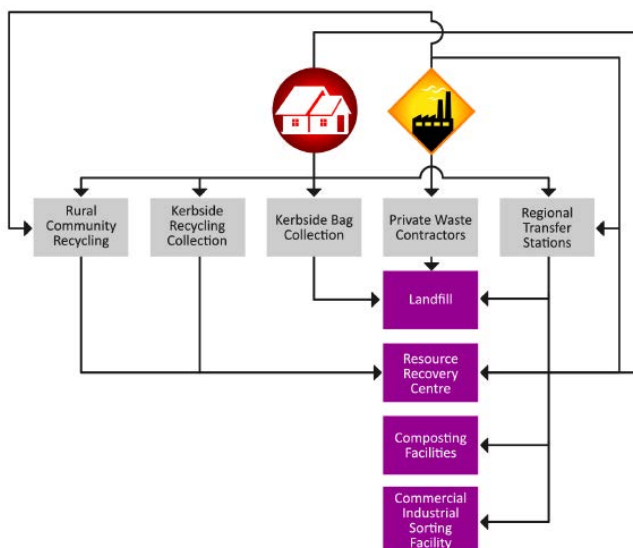 Rural
Community
Recycling
Kerbside
Recycling
Collection
Kerbside Bag
Collection
Private Waste
Contractors
Regional
Transfer
Stations
Landfill
Resource
Recovery
Centre
Composting
Facilities
Commercial
Industrial
Sorting
Facility